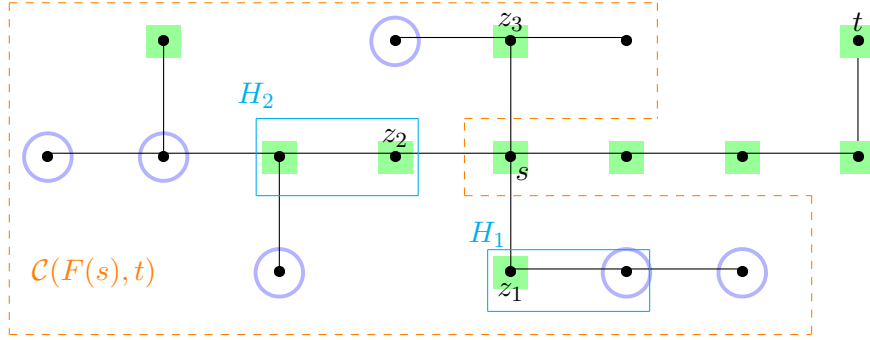 z₃
t
H₂
z₂
s
H₁
𝒞(F(s), t)
z₁